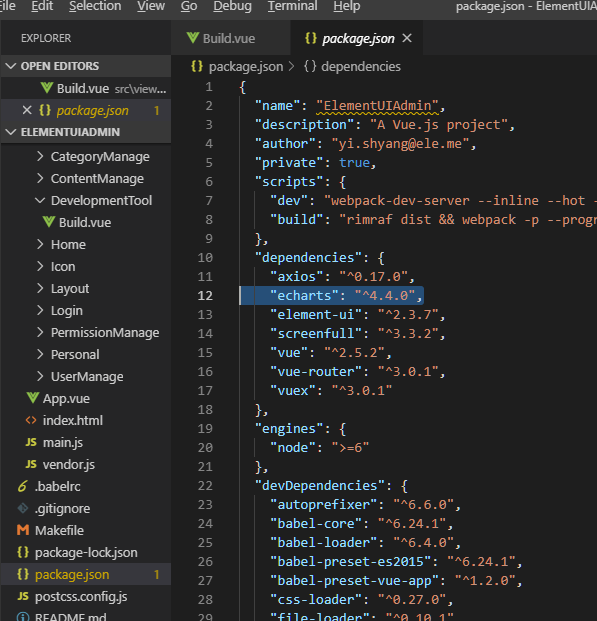 File Edit Selection View Go Debug Terminal Help package.json - ElementUIA
EXPLORER
OPEN EDITORS
Build.vue src\view...
{} package.json 1
ELEMENTUIADMIN
CategoryManage
ContentManage
DevelopmentTool
Build.vue
Home
Icon
Layout
Login
PermissionManage
Personal
UserManage
App.vue
<> index.html
JS main.js
JS vendor.js
.babelrc
.gitignore
Makefile
{} package-lock.json
{} package.json 1
JS postcss.config.js
README.md
Build.vue {} package.json
{} package.json > {} dependencies
1 {
2 "name": "ElementUIAdmin",
3 "description": "A Vue.js project",
4 "author": "yi.shyang@ele.me",
5 "private": true,
6 "scripts": {
7 "dev": "webpack-dev-server --inline --hot -
8 "build": "rimraf dist && webpack -p --progr
9 },
10 "dependencies": {
11 "axios": "^0.17.0",
12 "echarts": "^4.4.0",
13 "element-ui": "^2.3.7",
14 "screenfull": "^3.3.2",
15 "vue": "^2.5.2",
16 "vue-router": "^3.0.1",
17 "vuex": "^3.0.1"
18 },
19 "engines": {
20 "node": ">=6"
21 },
22 "devDependencies": {
23 "autoprefixer": "^6.6.0",
24 "babel-core": "^6.24.1",
25 "babel-loader": "^6.4.0",
26 "babel-preset-es2015": "^6.24.1",
27 "babel-preset-vue-app": "^1.2.0",
28 "css-loader": "^0.27.0",
29 "file-loader": "^0.10.1",